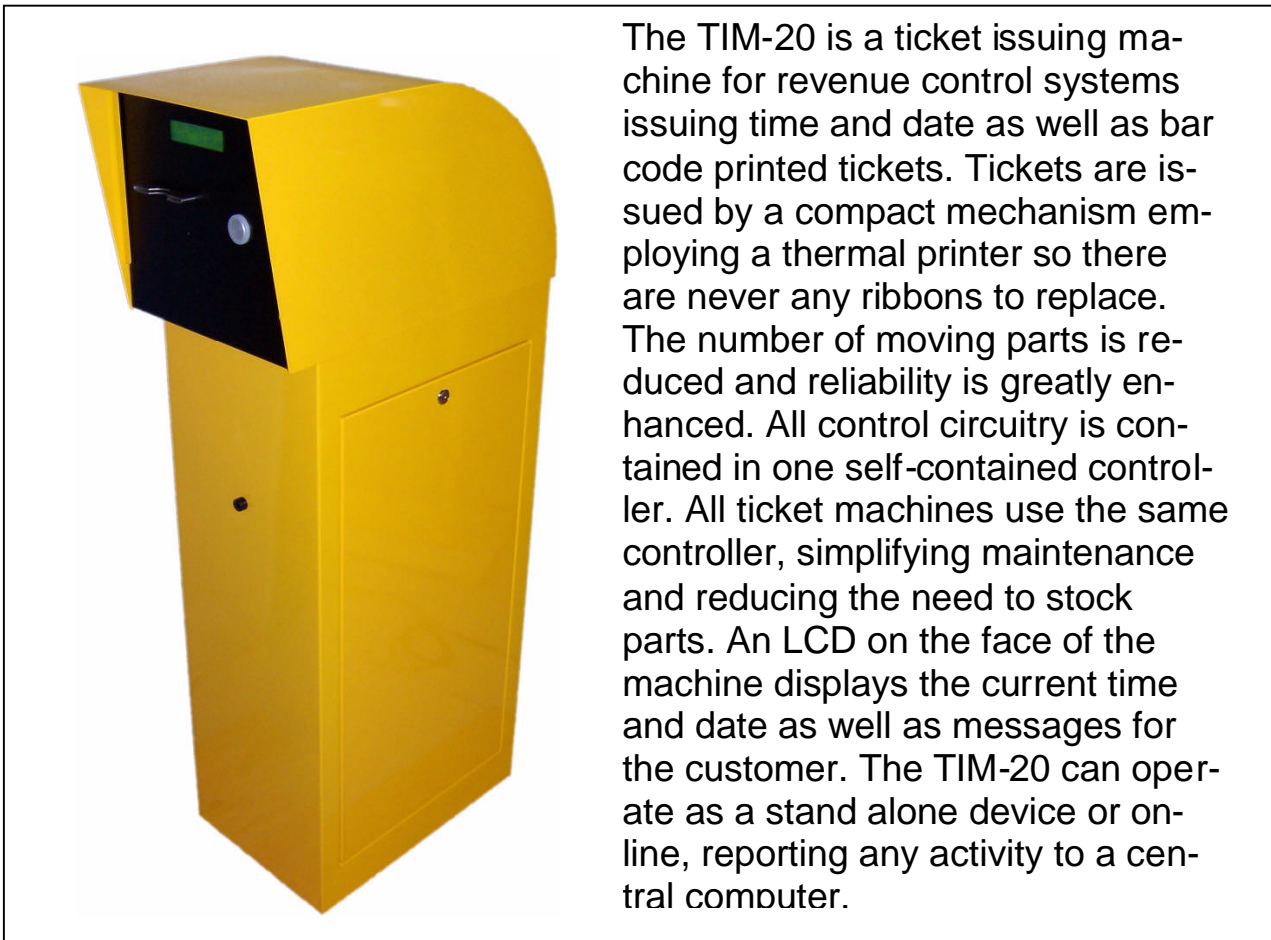 The TIM-20 is a ticket issuing ma-
chine for revenue control systems
issuing time and date as well as bar
code printed tickets. Tickets are is-
sued by a compact mechanism em-
ploying a thermal printer so there
are never any ribbons to replace.
The number of moving parts is re-
duced and reliability is greatly en-
hanced. All control circuitry is con-
tained in one self-contained control-
ler. All ticket machines use the same
controller, simplifying maintenance
and reducing the need to stock
parts. An LCD on the face of the
machine displays the current time
and date as well as messages for
the customer. The TIM-20 can oper-
ate as a stand alone device or on-
line, reporting any activity to a cen-
tral computer.